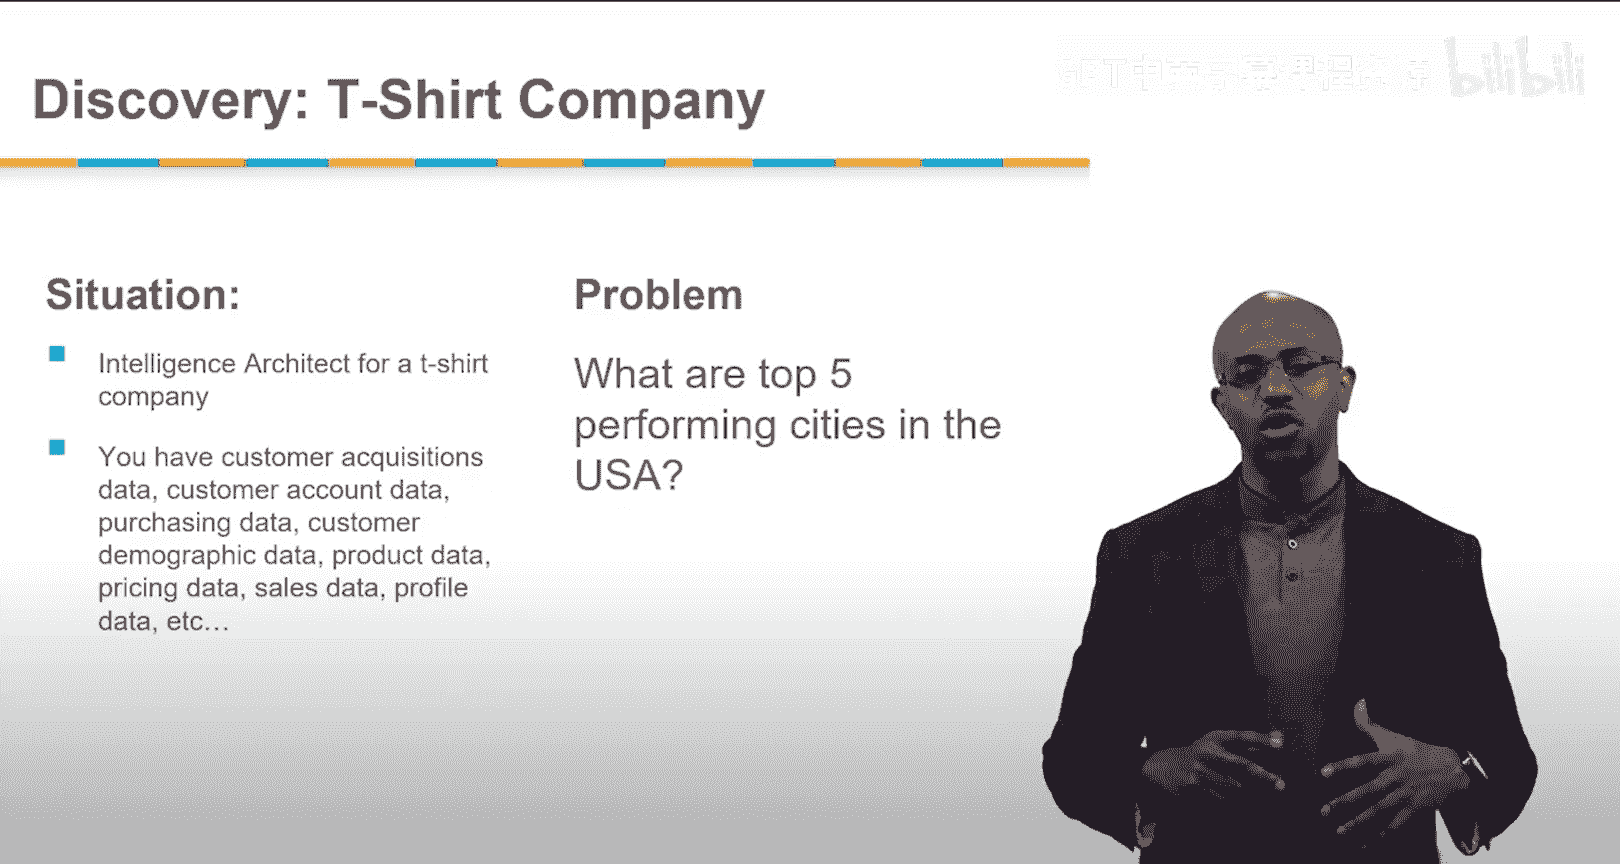 Discovery: T-Shirt Company
bilibili
Situation:
Intelligence Architect for a t-shirt
company
You have customer acquisitions
data, customer account data,
purchasing data, customer
demographic data, product data,
pricing data, sales data, profile
data, etc…
Problem
What are top 5
performing cities in the
USA?